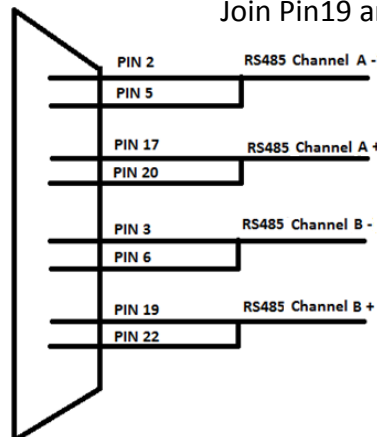 Join Pin19 an
PIN 2 RS485 Channel A -
PIN 5
PIN 17 RS485 Channel A +
PIN 20
PIN 3 RS485 Channel B -
PIN 6
PIN 19 RS485 Channel B +
PIN 22